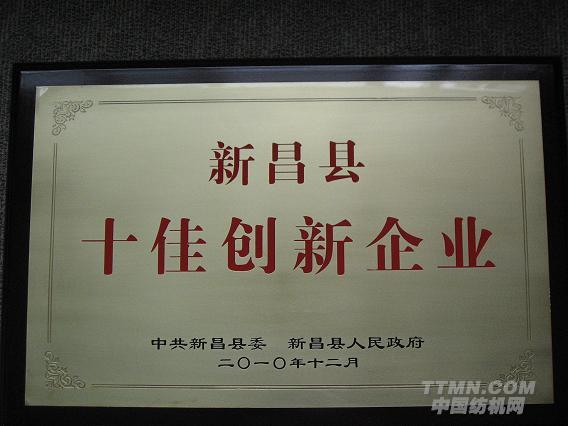 新昌县
十佳创新企业
中共新昌县委 新昌县人民政府
二〇一〇年十二月
TTMN.COM
中国纺机网